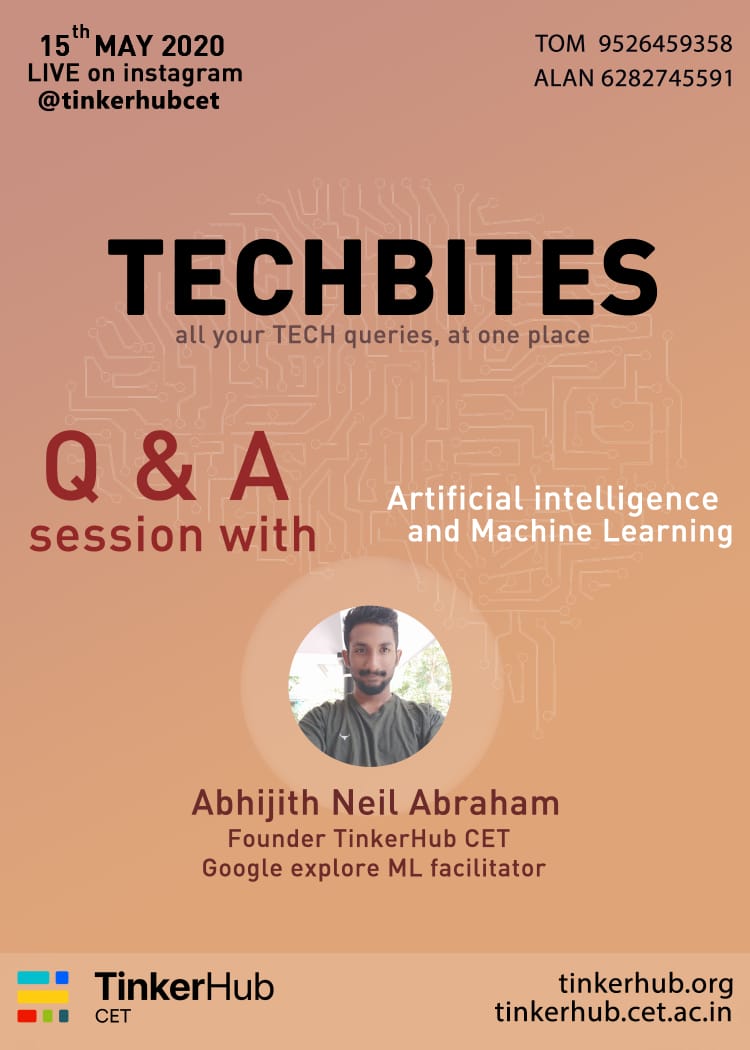 15th MAY 2020
LIVE on instagram
@tinkerhubcet
TOM 9526459358
ALAN 6282745591
TECHBITES
all your TECH queries, at one place
Q & A
session with
Artificial intelligence
and Machine Learning
Abhijith Neil Abraham
Founder TinkerHub CET
Google explore ML facilitator
TinkerHub
CET
tinkerhub.org
tinkerhub.cet.ac.in